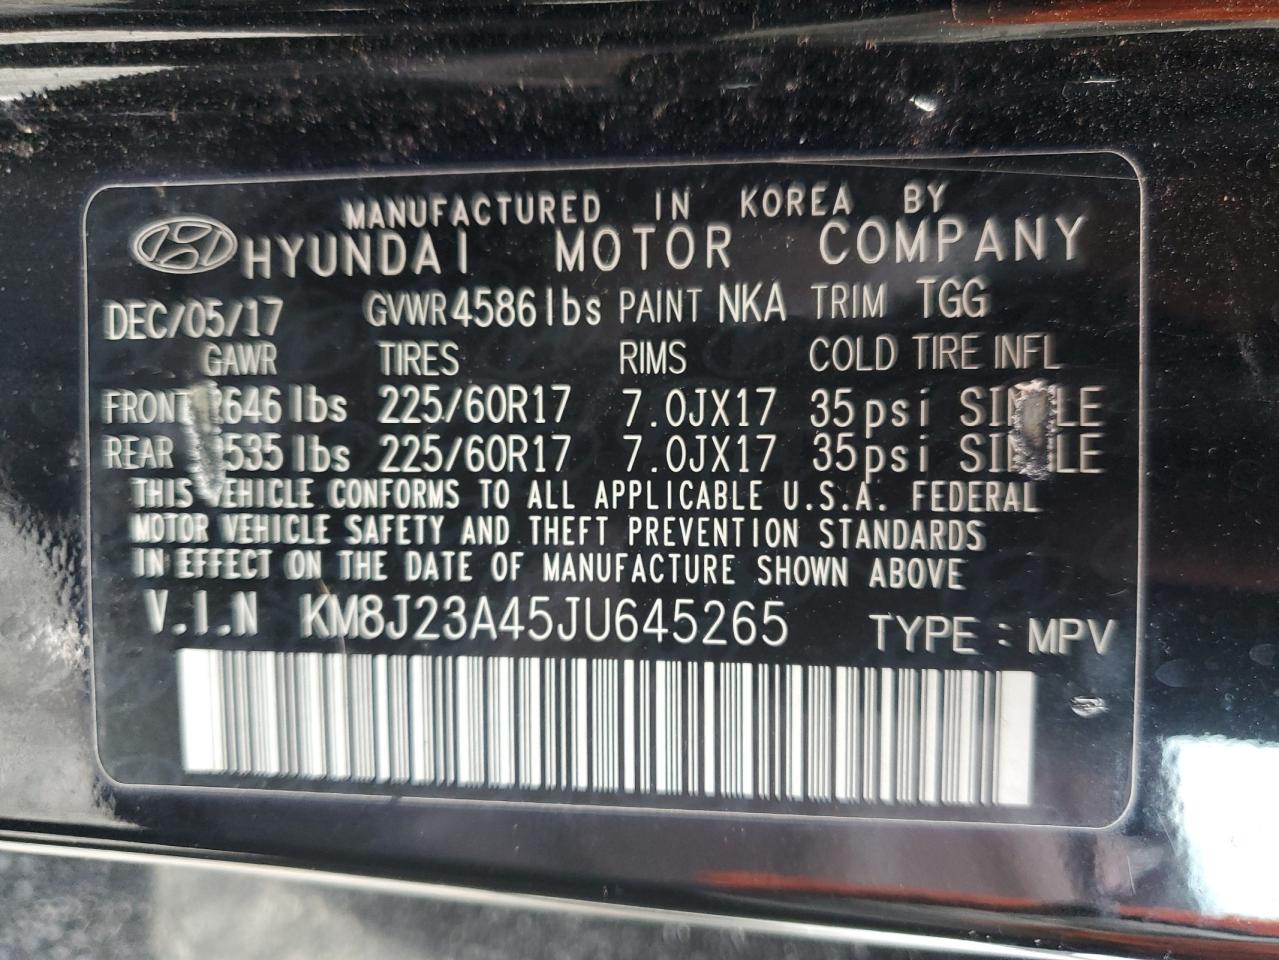 MANUFACTURED IN KOREA BY
HYUNDAI MOTOR COMPANY
DEC/05/17 GVWR 4586 lbs PAINT NKA TRIM TGG
GAWR TIRES RIMS COLD TIRE INFL
FRONT lbs 225/60R17 7.0JX17 35psi
REAR lbs 225/60R17 7.0JX17 35psi
THIS VEHICLE CONFORMS TO ALL APPLICABLE U.S.A. FEDERAL
MOTOR VEHICLE SAFETY AND THEFT PREVENTION STANDARDS
IN EFFECT ON THE DATE OF MANUFACTURE SHOWN ABOVE
V.I.N KM8J23A45JU645265 TYPE : MPV